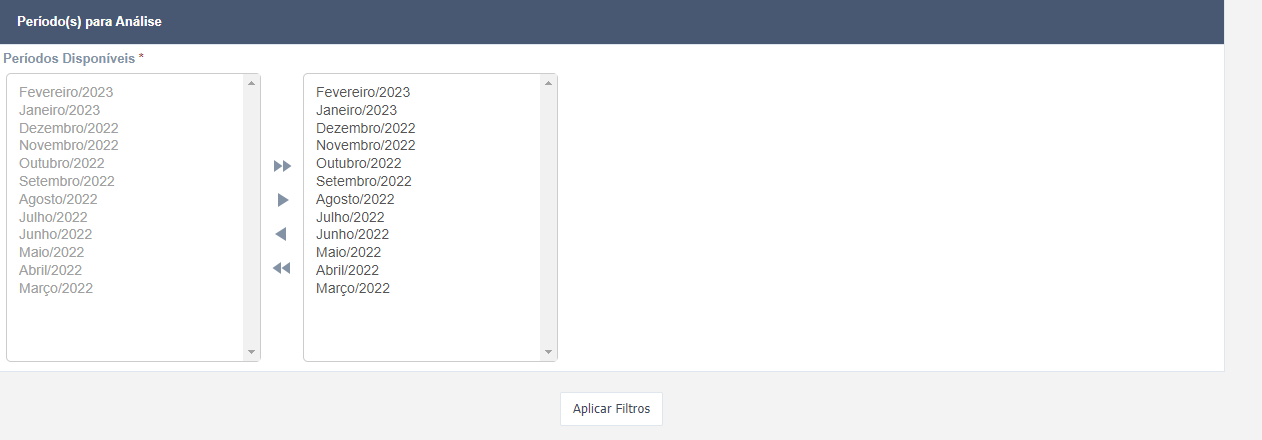 Período(s) para Análise
Períodos Disponíveis *
Fevereiro/2023
Janeiro/2023
Dezembro/2022
Novembro/2022
Outubro/2022
Setembro/2022
Agosto/2022
Julho/2022
Junho/2022
Maio/2022
Abril/2022
Março/2022
Fevereiro/2023
Janeiro/2023
Dezembro/2022
Novembro/2022
Outubro/2022
Setembro/2022
Agosto/2022
Julho/2022
Junho/2022
Maio/2022
Abril/2022
Março/2022
Aplicar Filtros